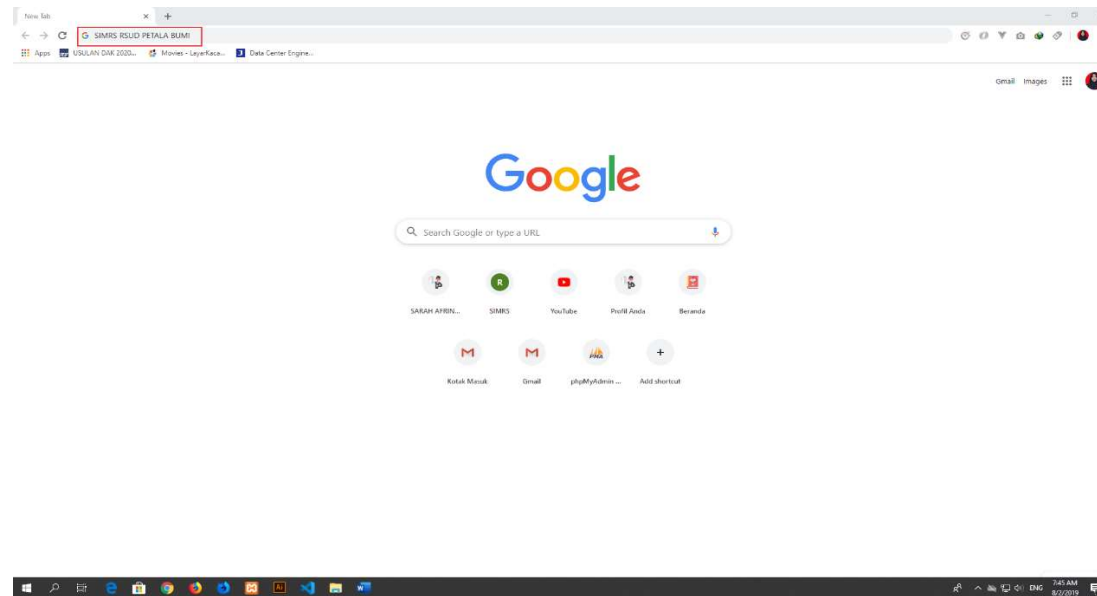 New Tab
SIMRS RSUD PETALA BUMI
Apps USULAN DAK 2020... Movies - LayarKaca... Data Center Engine...
Gmail Images
Google
Search Google or type a URL
R
SARAH AFRIN... SIMRS YouTube Profil Anda Beranda
PMA
Kotak Masuk Gmail phpMyAdmin ... Add shortcut
ENG 7:45 AM
8/2/2019